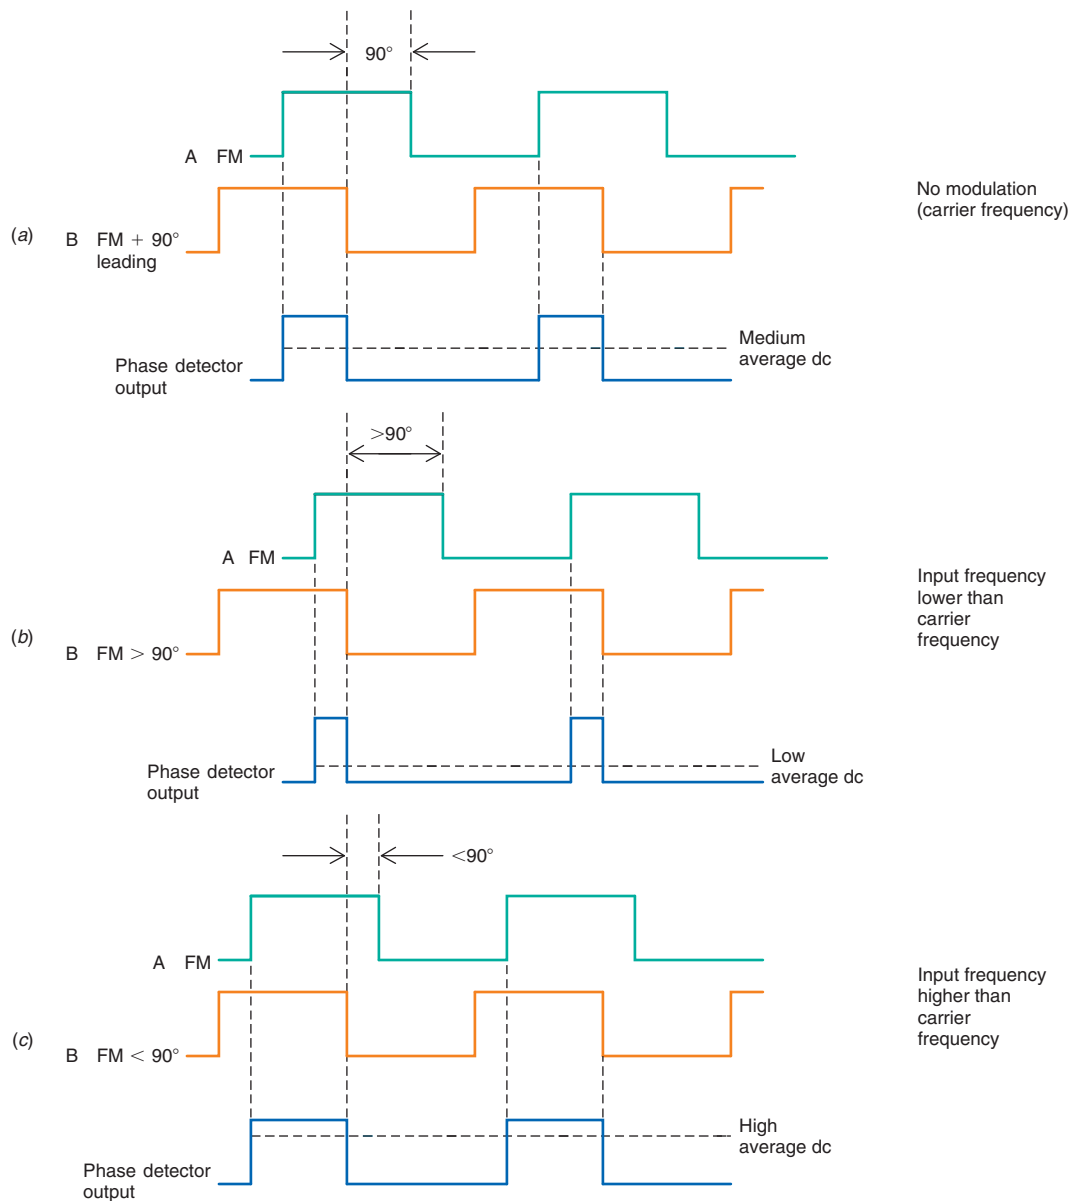 90°
A FM
No modulation
(carrier frequency)
(a)
B FM + 90°
leading
Medium
average dc
Phase detector
output
>90°
A FM
Input frequency
lower than
carrier
frequency
(b)
B FM > 90°
Low
average dc
Phase detector
output
<90°
A FM
Input frequency
higher than
carrier
frequency
(c)
B FM < 90°
High
average dc
Phase detector
output